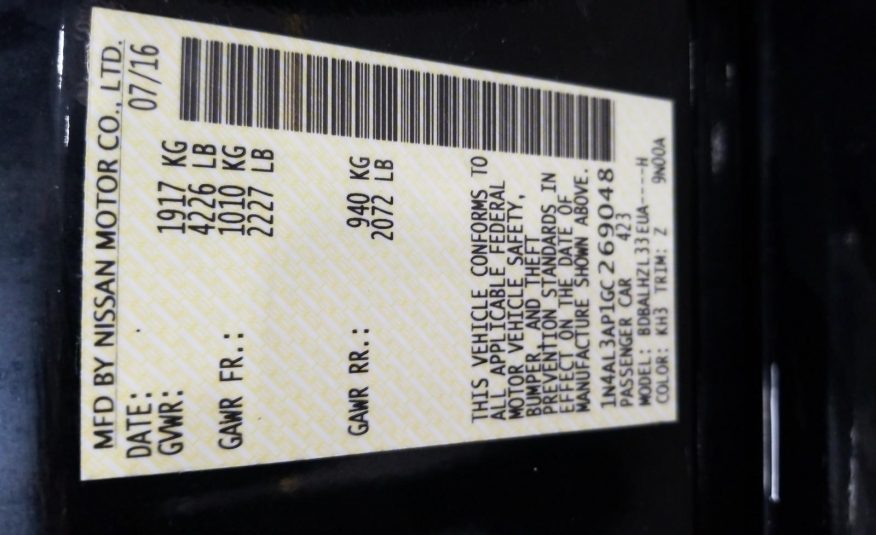 MFD BY NISSAN MOTOR CO., LTD.
DATE: 07/16
GVWR: 1917 KG
4226 LB
GAWR FR.: 1010 KG
2227 LB
GAWR RR.: 940 KG
2072 LB
THIS VEHICLE CONFORMS TO
ALL APPLICABLE FEDERAL
MOTOR VEHICLE SAFETY,
BUMPER, AND THEFT
PREVENTION STANDARDS IN
EFFECT ON THE DATE OF
MANUFACTURE SHOWN ABOVE.
1N4AL3AP1GC269048
PASSENGER CAR 423
MODEL: BDBALHZL33EUA----H
COLOR: KH3 TRIM: Z 9N00A